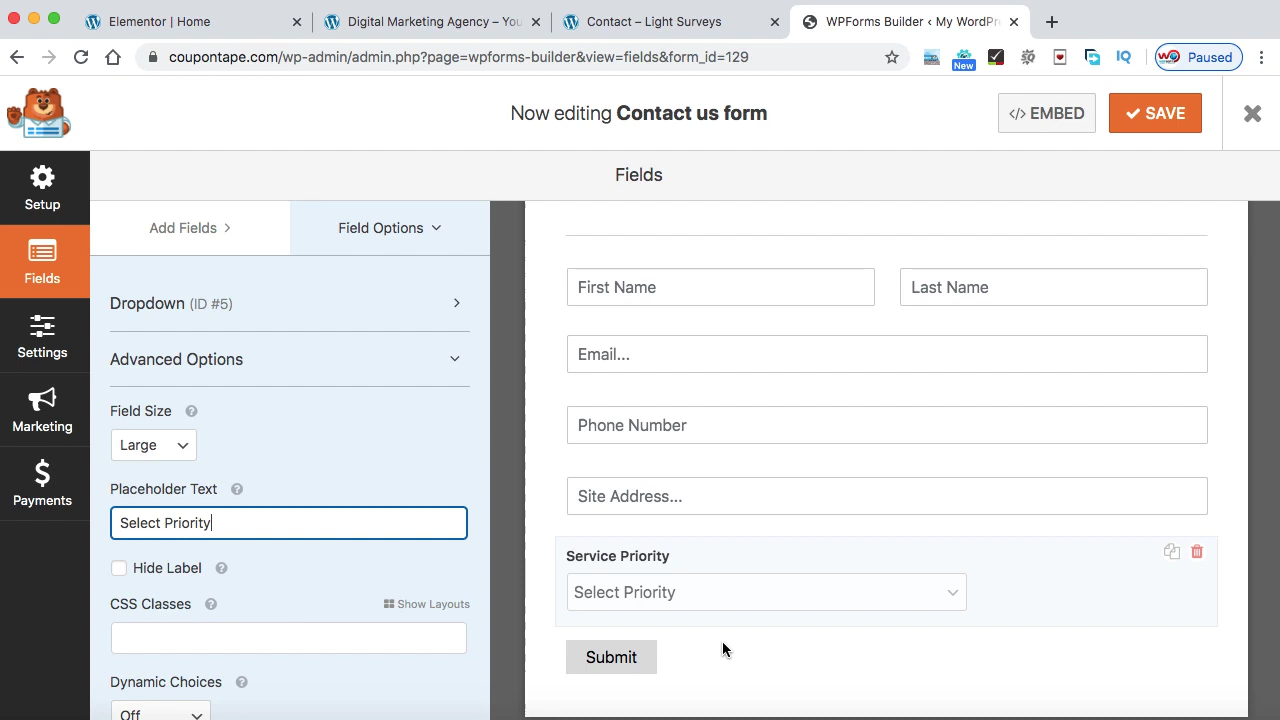 Elementor | Home
Digital Marketing Agency – You
Contact – Light Surveys
WPForms Builder ‹ My WordPre
coupontape.com/wp-admin/admin.php?page=wpforms-builder&view=fields&form_id=129
New
IQ
Paused
Now editing Contact us form
</> EMBED
SAVE
Setup
Fields
Settings
Marketing
Payments
Fields
Add Fields
Field Options
Dropdown (ID #5)
Advanced Options
Field Size
Large
Placeholder Text
Select Priority
Hide Label
CSS Classes
Show Layouts
Dynamic Choices
Off
First Name
Last Name
Email...
Phone Number
Site Address...
Service Priority
Select Priority
Submit